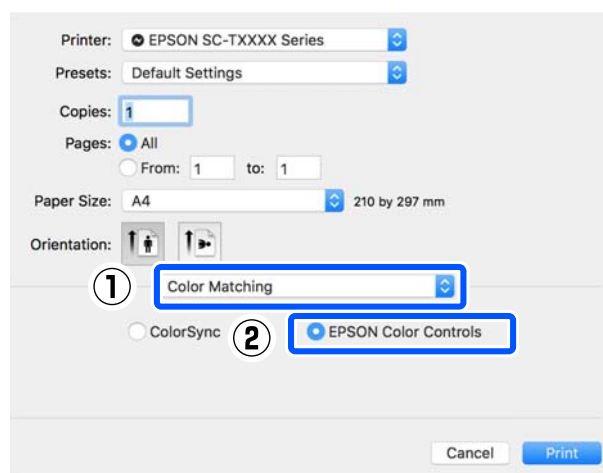 Printer: EPSON SC-TXXXX Series
Presets: Default Settings
Copies: 1
Pages: All
From: 1 to: 1
Paper Size: A4 210 by 297 mm
Orientation:
① Color Matching
ColorSync ② EPSON Color Controls
Cancel Print